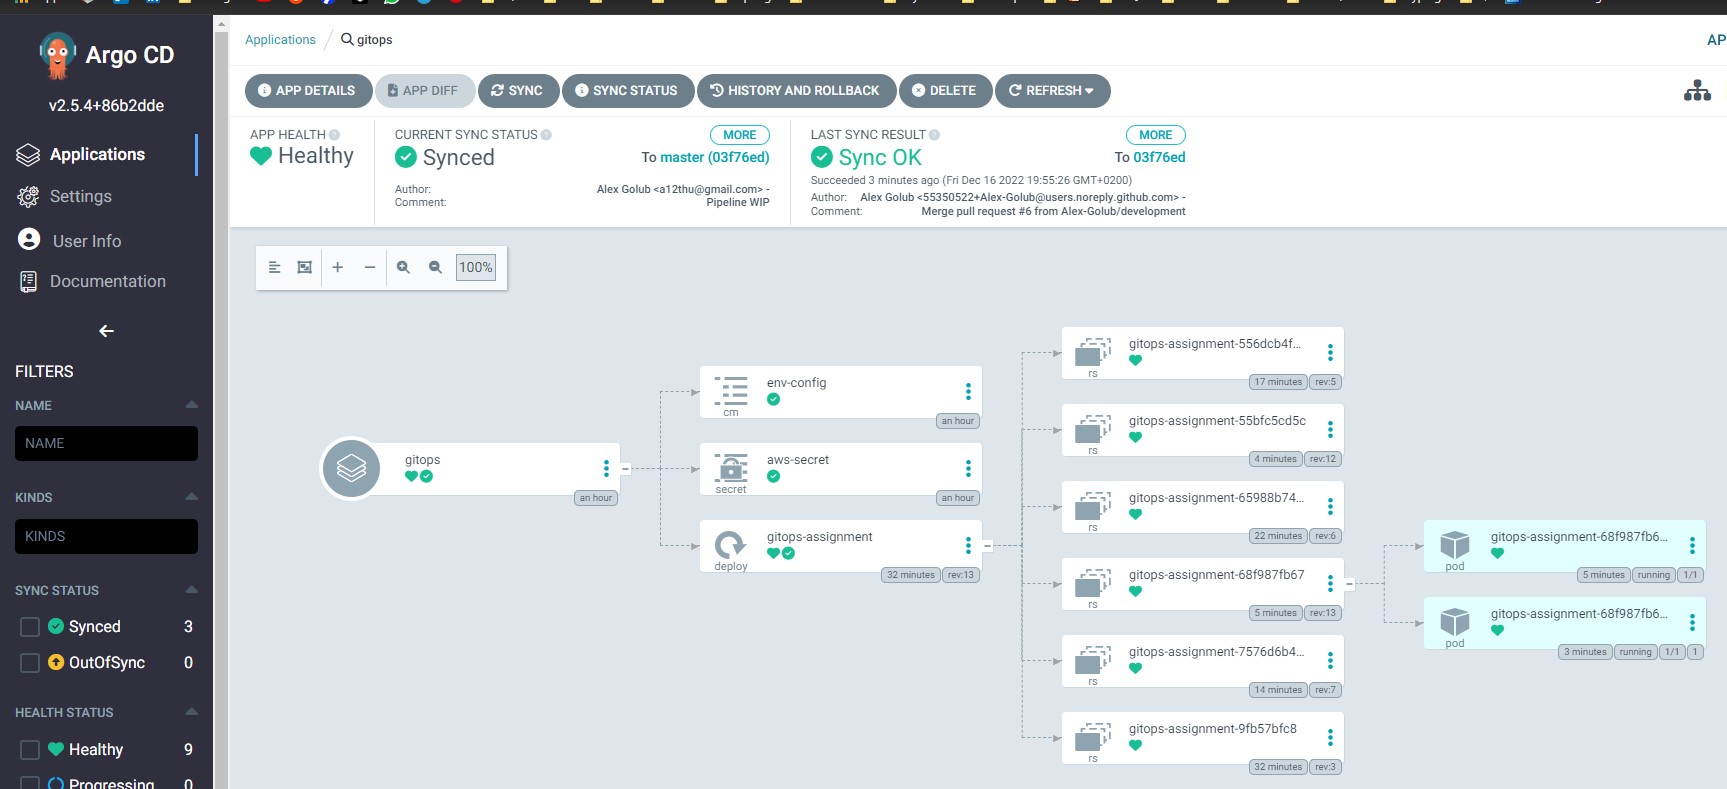 Argo CD
v2.5.4+86b2dde
Applications
Settings
User Info
Documentation
FILTERS
NAME
NAME
KINDS
KINDS
SYNC STATUS
Synced 3
OutOfSync 0
HEALTH STATUS
Healthy 9
Progressing 0
Applications / gitops
AP
APP DETAILS APP DIFF SYNC SYNC STATUS HISTORY AND ROLLBACK DELETE REFRESH
APP HEALTH
Healthy
CURRENT SYNC STATUS MORE
Synced To master (03f76ed)
Author: Alex Golub <a12thu@gmail.com> -
Comment: Pipeline WIP
LAST SYNC RESULT MORE
Sync OK To 03f76ed
Succeeded 3 minutes ago (Fri Dec 16 2022 19:55:26 GMT+0200)
Author: Alex Golub <55350522+Alex-Golub@users.noreply.github.com> -
Comment: Merge pull request #6 from Alex-Golub/development
100%
gitops
an hour
env-config
cm
an hour
aws-secret
secret
an hour
gitops-assignment
deploy
32 minutes rev:13
gitops-assignment-556dcb4f...
rs
17 minutes rev:5
gitops-assignment-55bfc5cd5c
rs
4 minutes rev:12
gitops-assignment-65988b74...
rs
22 minutes rev:6
gitops-assignment-68f987fb67
rs
5 minutes rev:13
gitops-assignment-7576d6b4...
rs
14 minutes rev:7
gitops-assignment-9fb57bfc8
rs
32 minutes rev:3
gitops-assignment-68f987fb6...
pod
5 minutes running 1/1
gitops-assignment-68f987fb6...
pod
3 minutes running 1/1 1